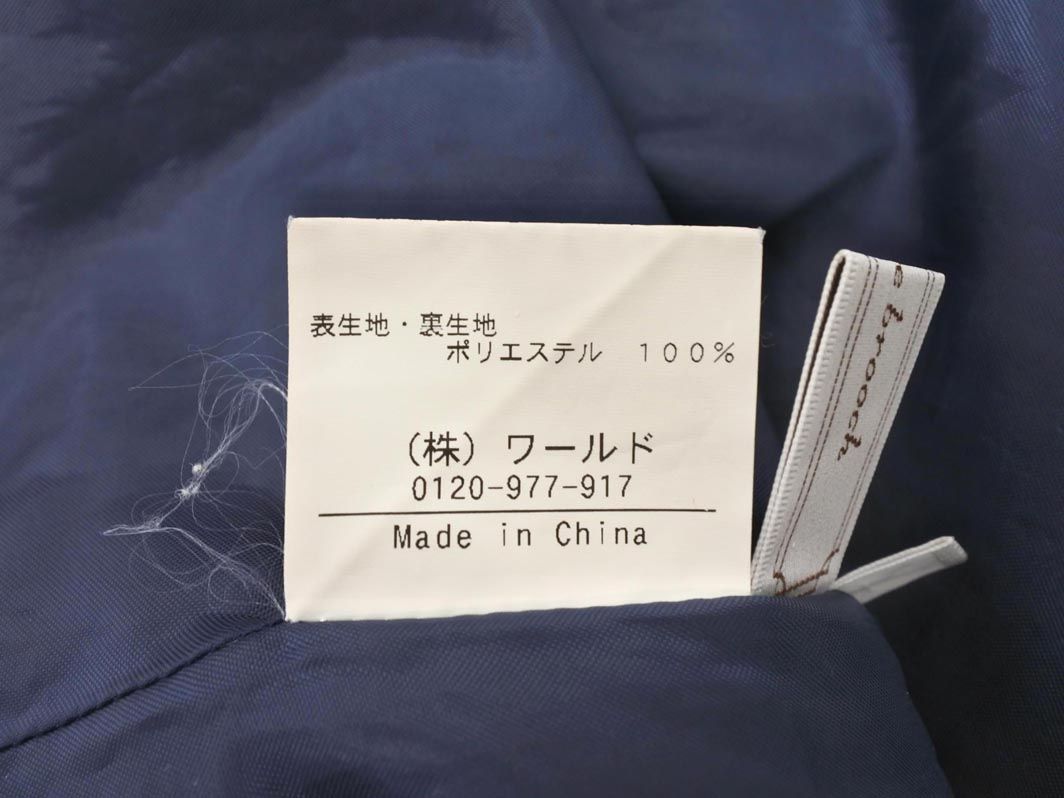 表生地・裏生地
ポリエステル　１００％
（株）ワールド
0120-977-917
Made in China
brooch